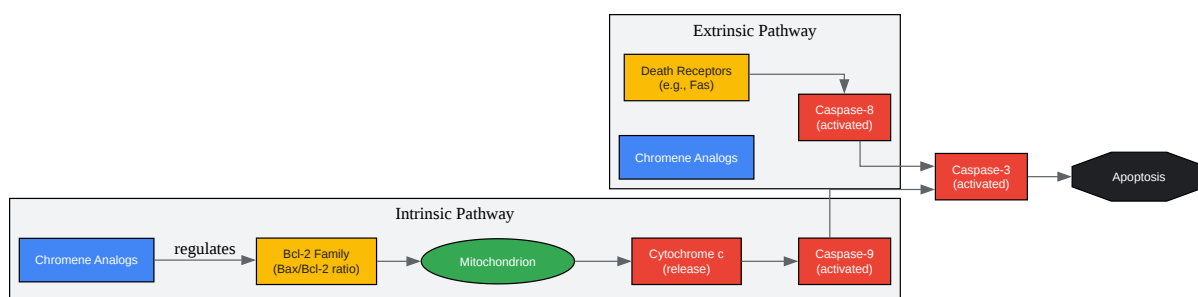 Extrinsic Pathway
Death Receptors
(e.g., Fas)
Caspase-8
(activated)
Chromene Analogs
Caspase-3
(activated)
Apoptosis
Intrinsic Pathway
Chromene Analogs
regulates
Bcl-2 Family
(Bax/Bcl-2 ratio)
Mitochondrion
Cytochrome c
(release)
Caspase-9
(activated)